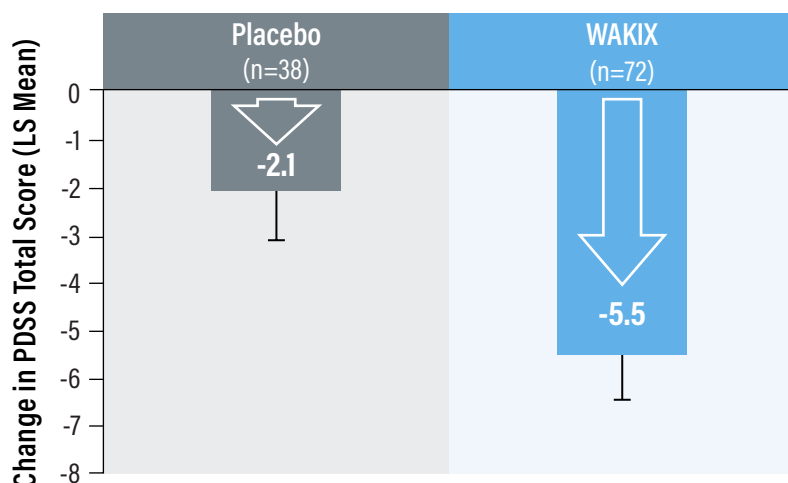 Placebo
(n=38)
WAKIX
(n=72)
Change in PDSS Total Score (LS Mean)
0
-1
-2
-3
-4
-5
-6
-7
-8
-2.1
-5.5